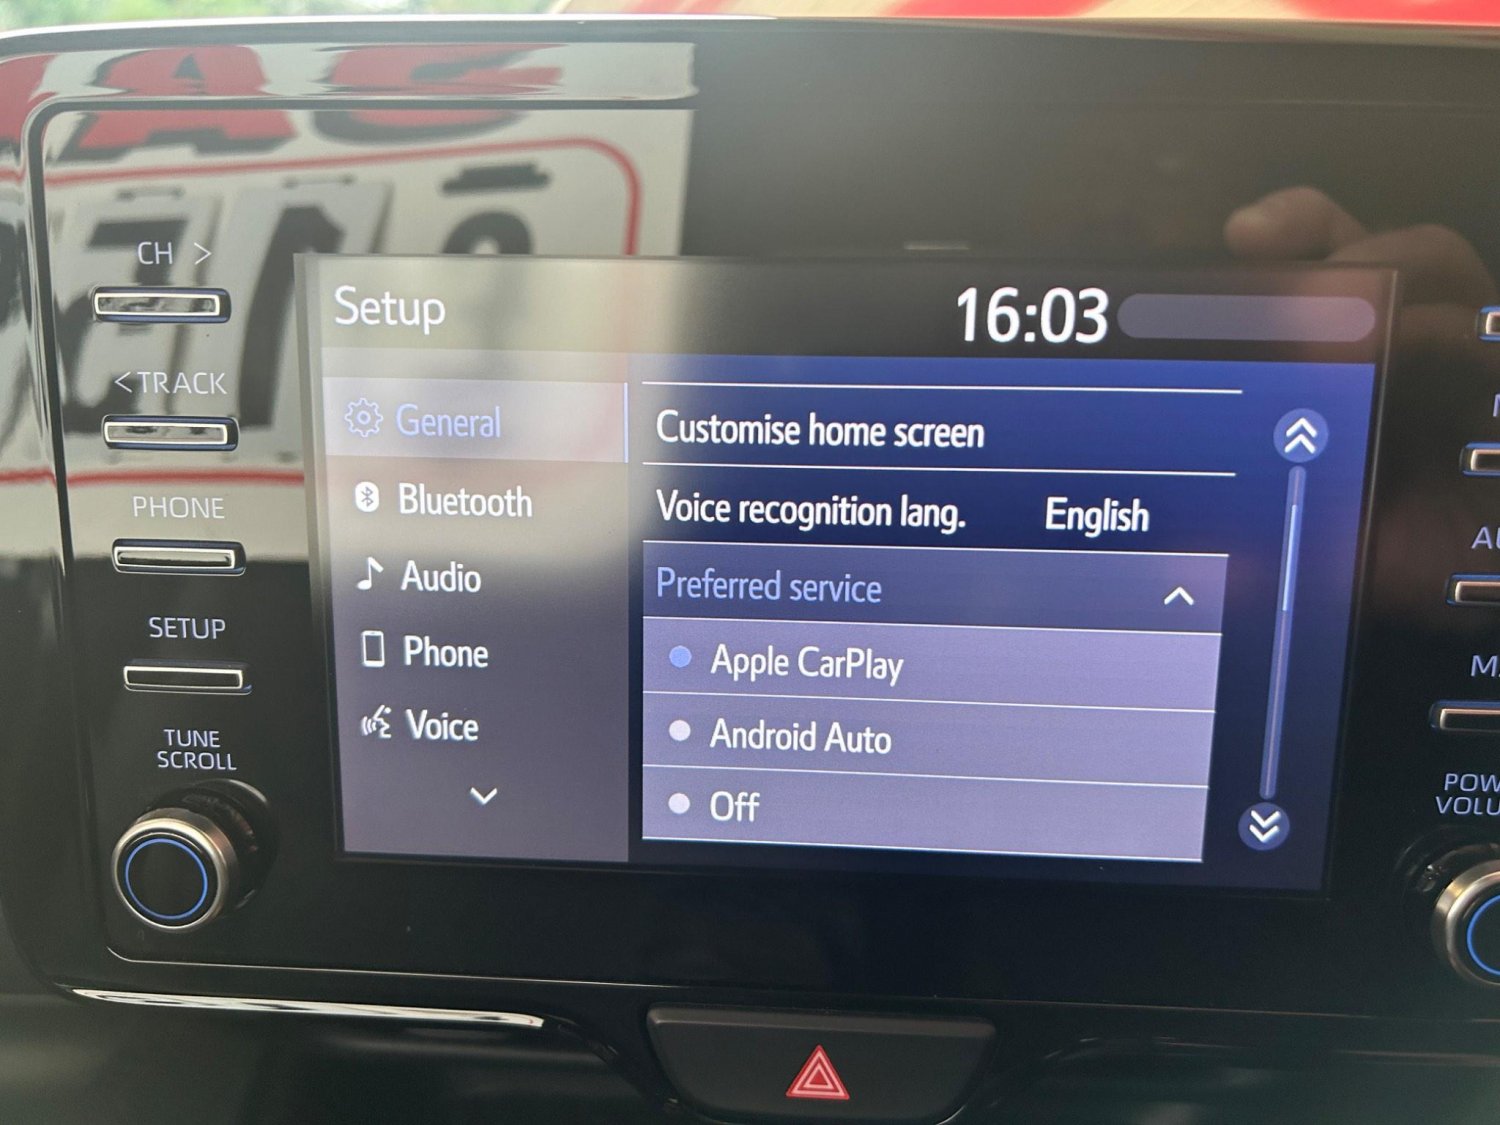 CH >
< TRACK
PHONE
SETUP
TUNE
SCROLL
Setup
16:03
General
Bluetooth
Audio
Phone
Voice
Customise home screen
Voice recognition lang. English
Preferred service
Apple CarPlay
Android Auto
Off